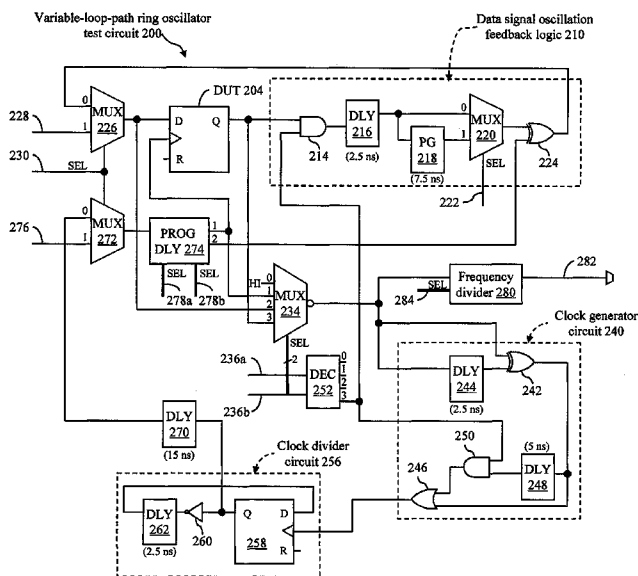 Variable-loop-path ring oscillator
test circuit 200
Data signal oscillation
feedback logic 210
DUT 204
0
228
1
MUX
226
230
SEL
D
Q
R
214
DLY
216
(2.5 ns)
0
MUX
220
1
PG
218
(7.5 ns)
SEL
222
224
276
0
1
MUX
272
PROG
DLY 274
1
2
SEL
SEL
278a
278b
HI
0
1
2
3
MUX
234
SEL
2
282
Frequency
divider 280
SEL
284
Clock generator
circuit 240
236a
236b
DEC
252
0
1
2
3
DLY
244
(2.5 ns)
242
250
(5 ns)
DLY
248
246
DLY
270
(15 ns)
Clock divider
circuit 256
DLY
262
(2.5 ns)
260
Q
D
258
R